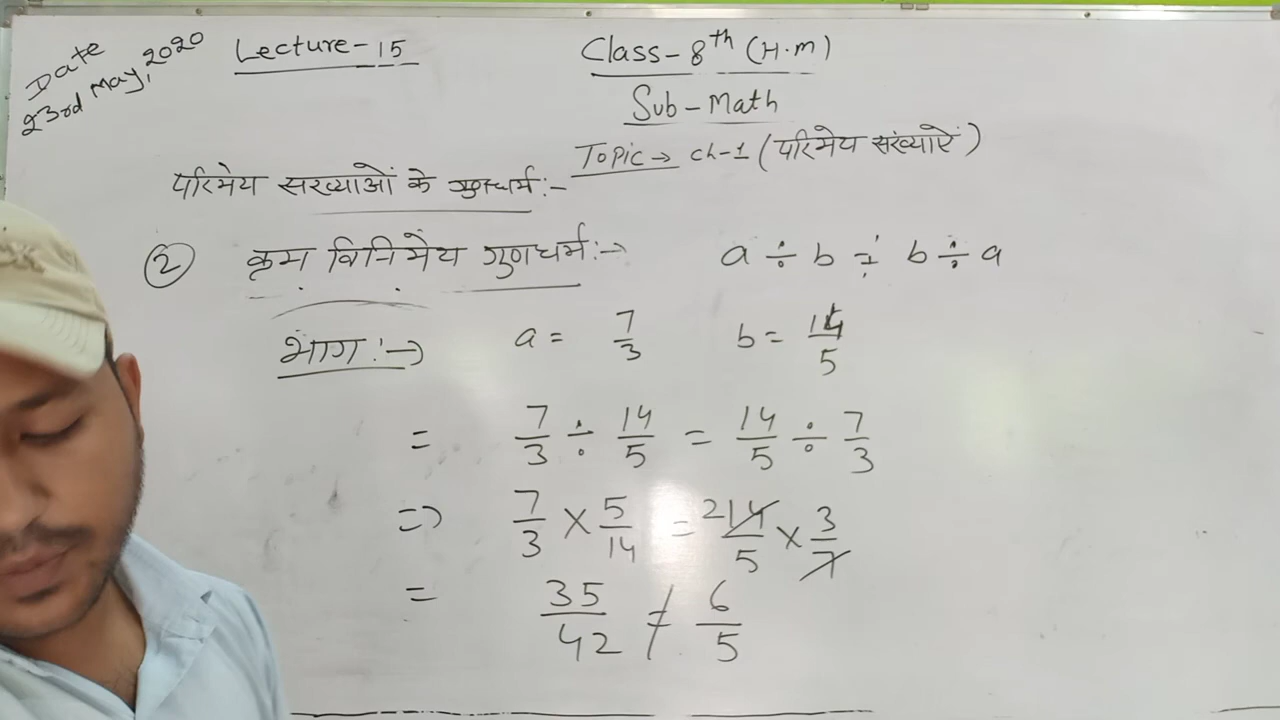 Date
23rd May, 2020
Lecture-15
Class-8th (H.m)
Sub-Math
Topic → ch-1 (परिमेय संख्याऐं)
परिमेय सख्याओं के गुणधर्म:-
② क्रम विनिमेय गुणधर्म:→ a ÷ b ≠ b ÷ a
भाग:→ a = 7/3 b = 14/5
= 7/3 ÷ 14/5 = 14/5 ÷ 7/3
=> 7/3 × 5/14 = 2 14/5 × 3/7
= 35/42 ≠ 6/5